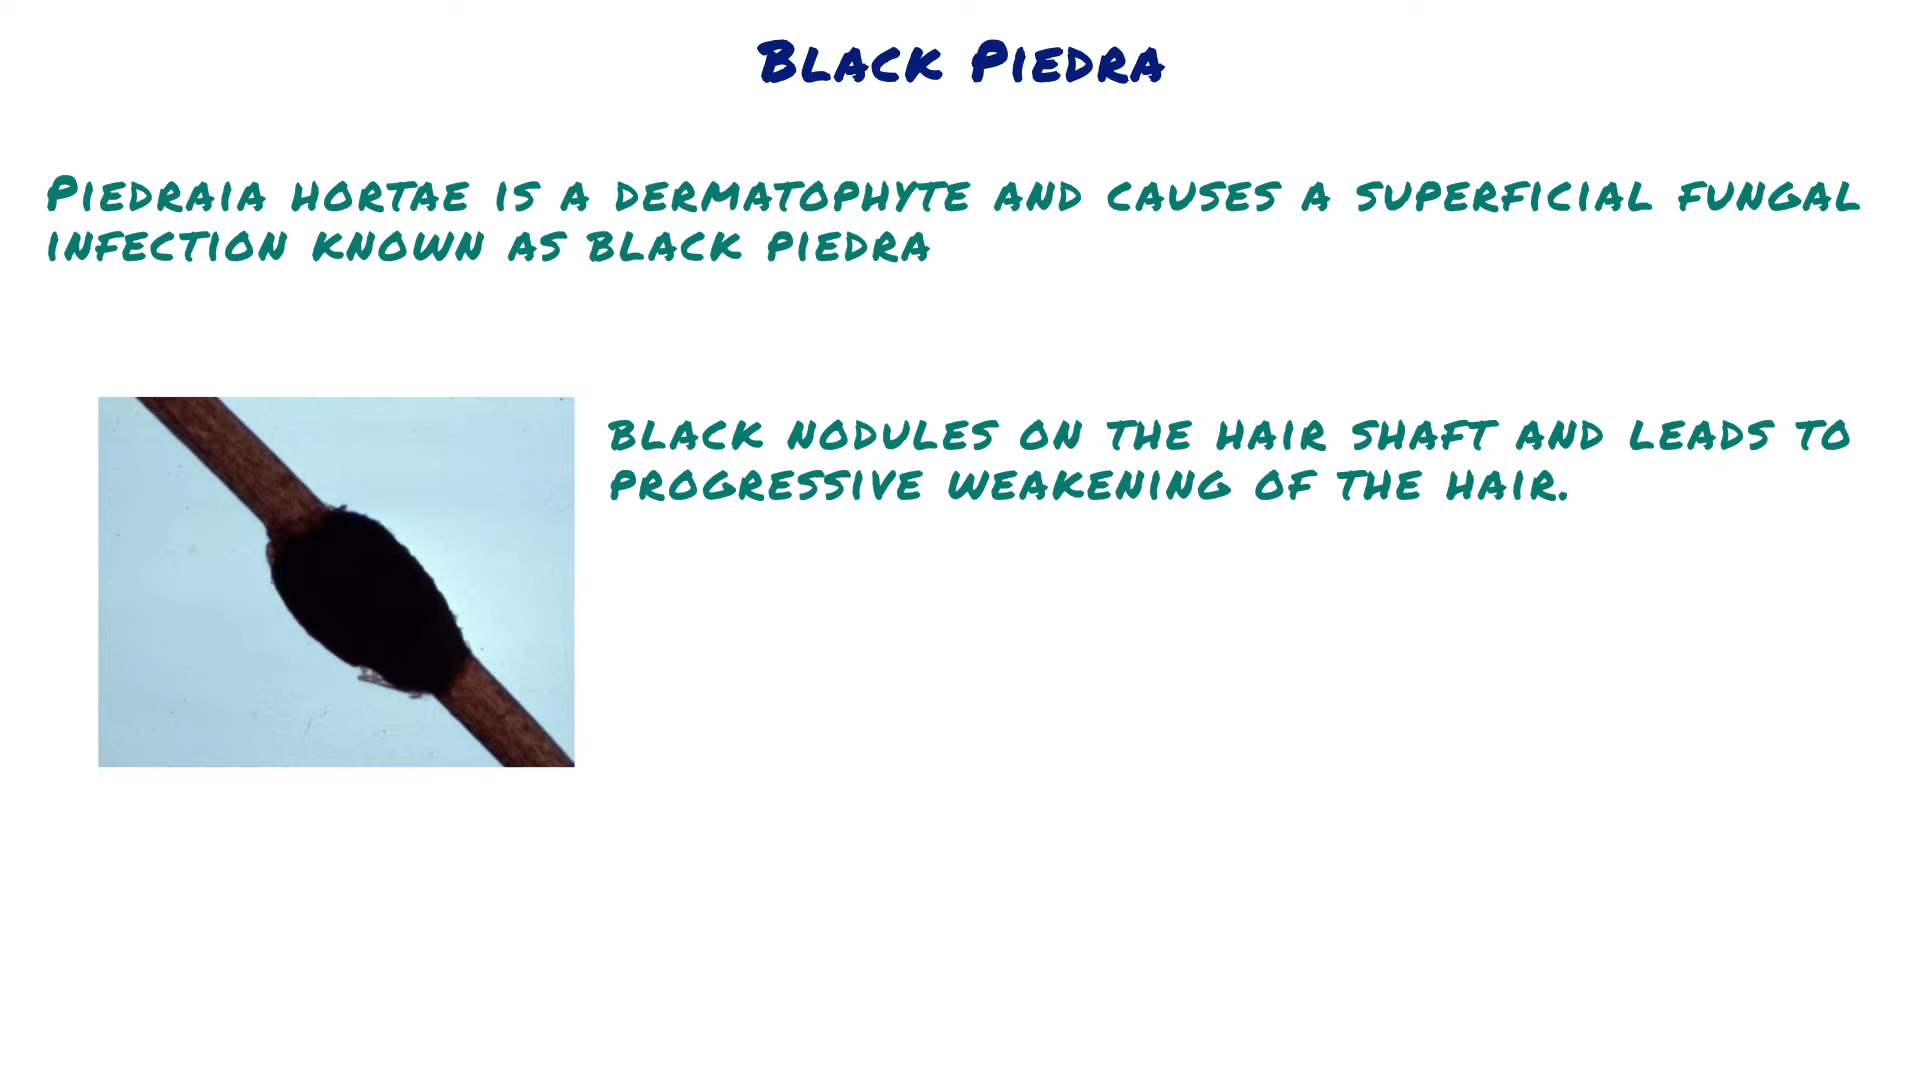 Black Piedra
Piedraia hortae is a dermatophyte and causes a superficial fungal
infection known as black piedra
black nodules on the hair shaft and leads to
progressive weakening of the hair.